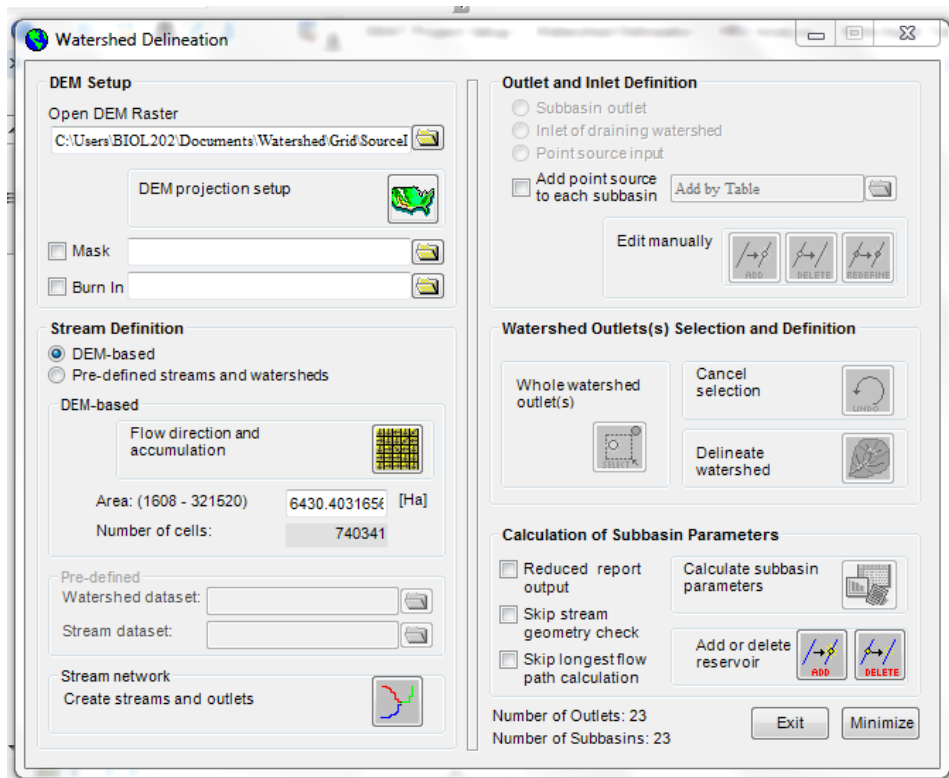 Watershed Delineation
DEM Setup
Open DEM Raster
C:\Users\BIOL202\Documents\Watershed\Grid\SourceI
DEM projection setup
Mask
Burn In
Stream Definition
DEM-based
Pre-defined streams and watersheds
DEM-based
Flow direction and
accumulation
Area: (1608 - 321520)
6430.4031656
[Ha]
Number of cells:
740341
Pre-defined
Watershed dataset:
Stream dataset:
Stream network
Create streams and outlets
Outlet and Inlet Definition
Subbasin outlet
Inlet of draining watershed
Point source input
Add point source
to each subbasin
Add by Table
Edit manually
ADD
DELETE
REDEFINE
Watershed Outlets(s) Selection and Definition
Whole watershed
outlet(s)
SELECT
Cancel
selection
UNDO
Delineate
watershed
Calculation of Subbasin Parameters
Reduced report
output
Skip stream
geometry check
Skip longest flow
path calculation
Calculate subbasin
parameters
Add or delete
reservoir
ADD
DELETE
Number of Outlets: 23
Number of Subbasins: 23
Exit
Minimize